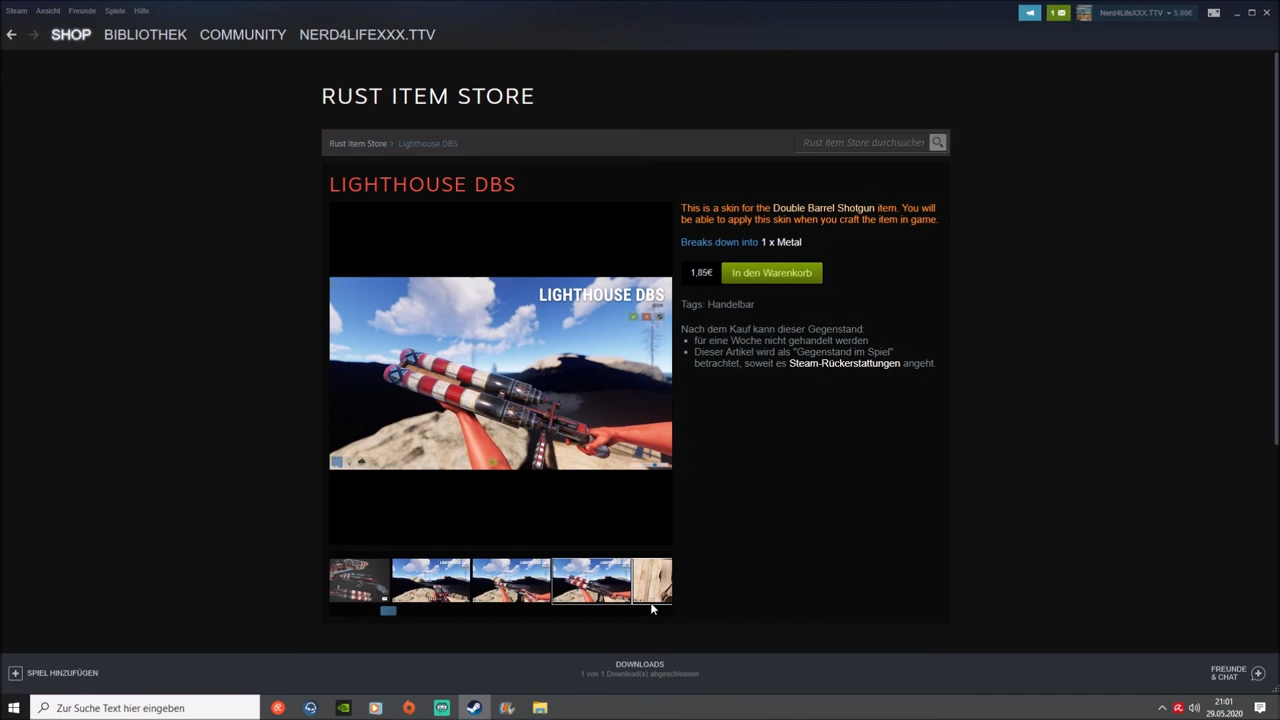 Steam Ansicht Freunde Spiele Hilfe
1
Nerd4LifeXXX.TTV 5,00€
SHOP BIBLIOTHEK COMMUNITY NERD4LIFEXXX.TTV
RUST ITEM STORE
Rust Item Store > Lighthouse DBS
Rust Item Store durchsuchen
LIGHTHOUSE DBS
This is a skin for the Double Barrel Shotgun item. You will
be able to apply this skin when you craft the item in game.
Breaks down into 1 x Metal
1,85€ In den Warenkorb
Tags: Handelbar
Nach dem Kauf kann dieser Gegenstand:
für eine Woche nicht gehandelt werden
Dieser Artikel wird als "Gegenstand im Spiel"
betrachtet, soweit es Steam-Rückerstattungen angeht.
LIGHTHOUSE DBS
SPIEL HINZUFÜGEN
DOWNLOADS
1 von 1 Download(s) abgeschlossen
FREUNDE
& CHAT
Zur Suche Text hier eingeben
21:01
29.05.2020